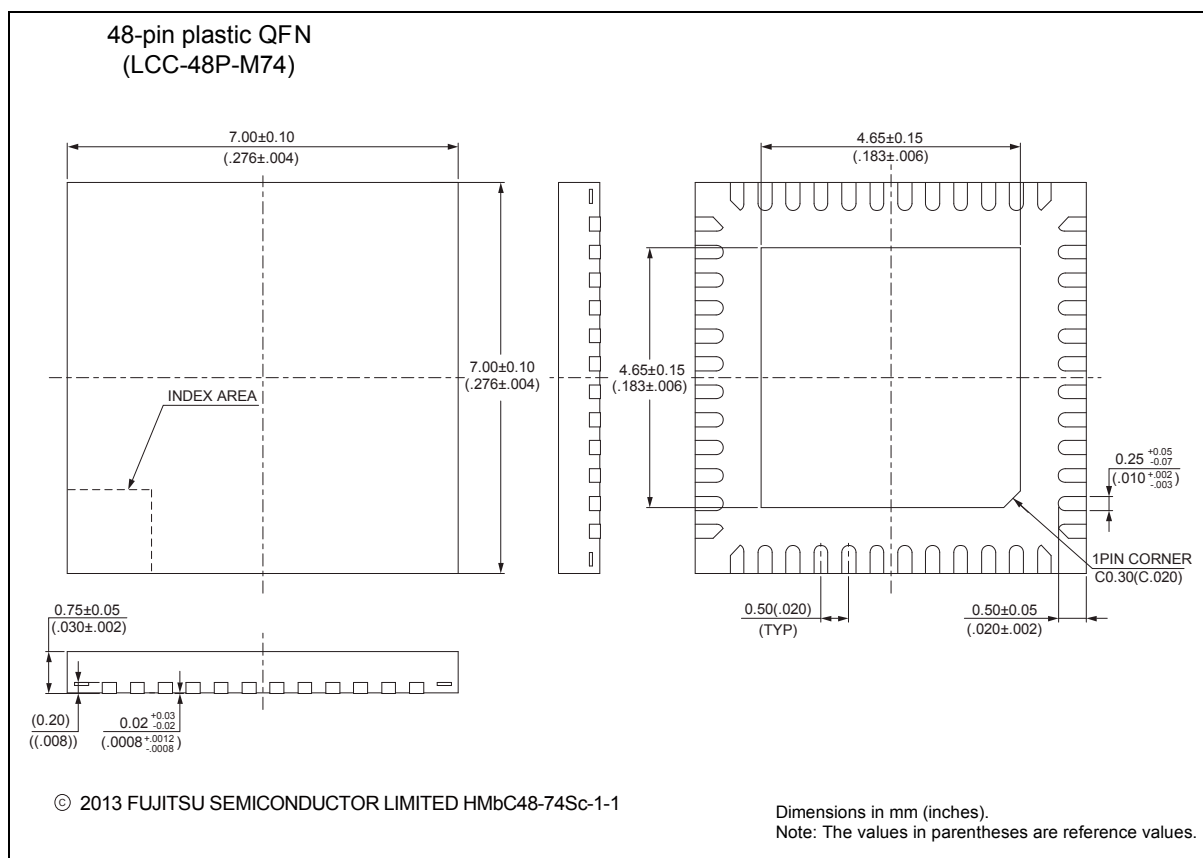 48-pin plastic QFN
(LCC-48P-M74)
7.00±0.10
(.276±.004)
4.65±0.15
(.183±.006)
7.00±0.10
(.276±.004)
4.65±0.15
(.183±.006)
INDEX AREA
0.25 +0.05 -0.07
(.010 +.002 -.003)
1PIN CORNER
C0.30(C.020)
0.75±0.05
(.030±.002)
0.50(.020)
(TYP)
0.50±0.05
(.020±.002)
(0.20)
((.008))
0.02 +0.03 -0.02
(.0008 +.0012 -.0008)
© 2013 FUJITSU SEMICONDUCTOR LIMITED HMbC48-74Sc-1-1
Dimensions in mm (inches).
Note: The values in parentheses are reference values.